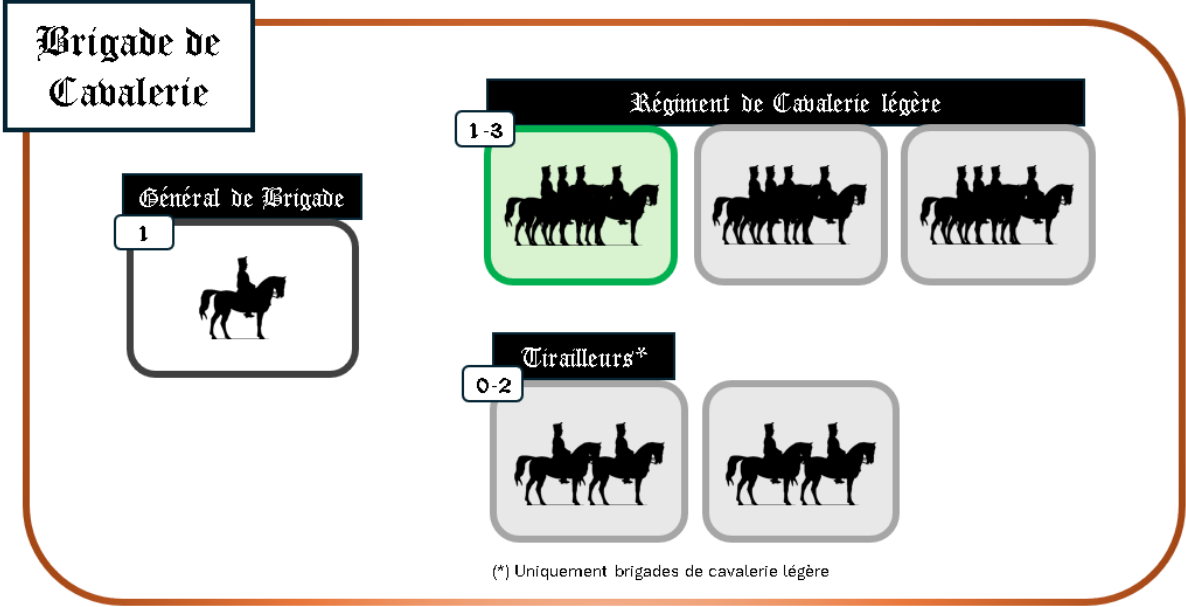 Brigade de
Cavalerie
Régiment de Cavalerie légère
1-3
Général de Brigade
1
Tirailleurs*
0-2
(*) Uniquement brigades de cavalerie légère